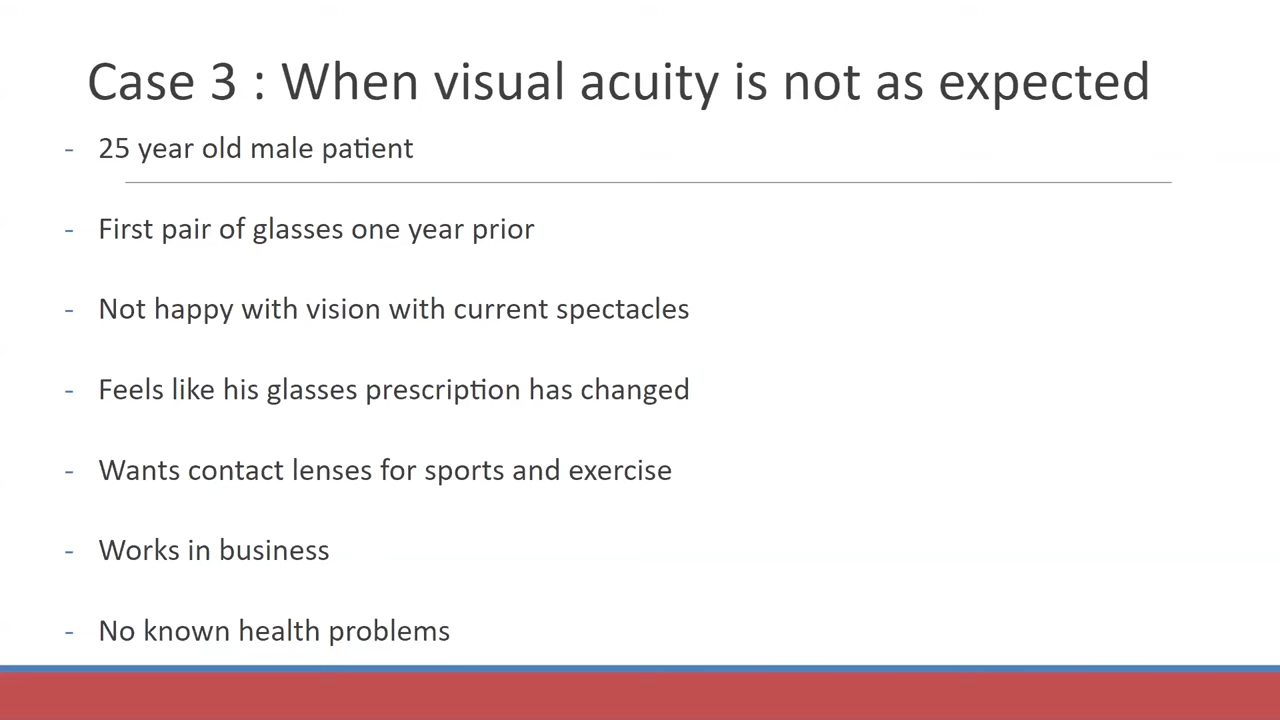 Case 3 : When visual acuity is not as expected
- 25 year old male patient
- First pair of glasses one year prior
- Not happy with vision with current spectacles
- Feels like his glasses prescription has changed
- Wants contact lenses for sports and exercise
- Works in business
- No known health problems